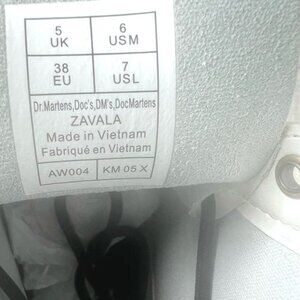 5 6
UK USM
38 7
EU USL
Dr.Martens,Doc's,DM's,DocMartens
ZAVALA
Made in Vietnam
Fabriqué en Vietnam
AW004 KM 05 X